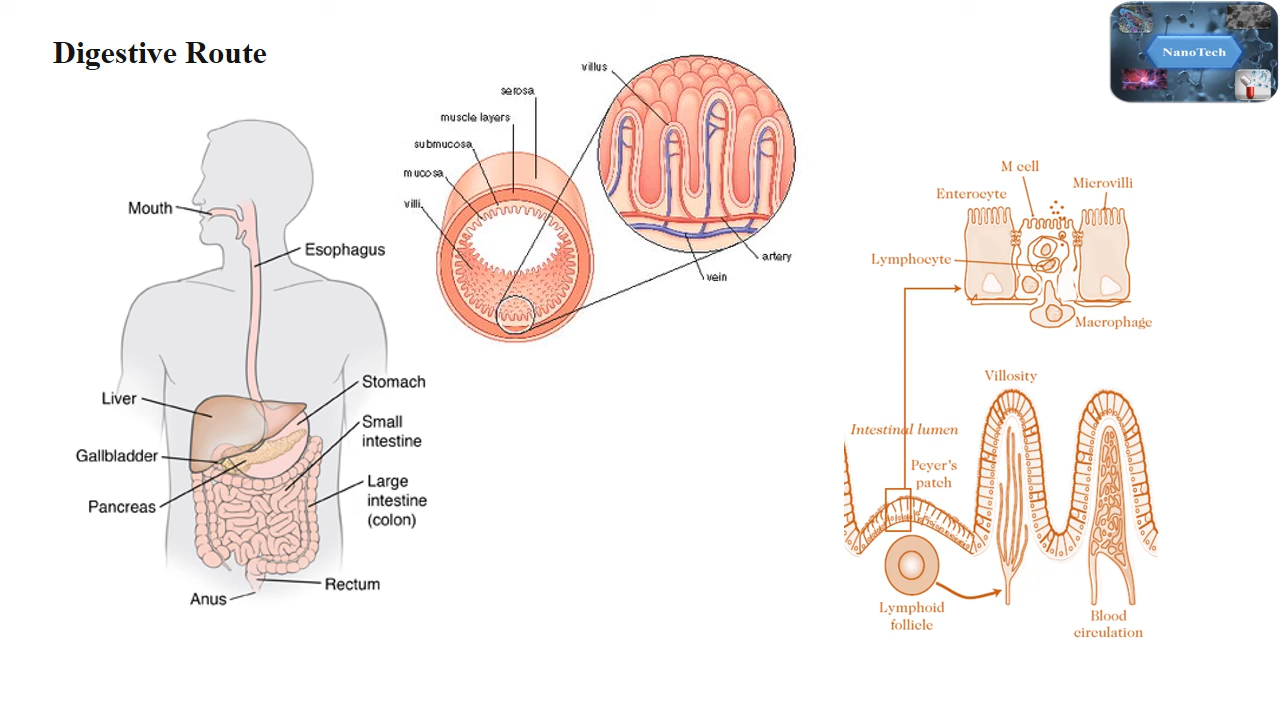 Digestive Route
NanoTech
Mouth
Esophagus
Liver
Stomach
Gallbladder
Small
intestine
Pancreas
Large
intestine
(colon)
Rectum
Anus
villus
serosa
muscle layers
submucosa
mucosa
villi
artery
vein
M cell
Enterocyte
Microvilli
Lymphocyte
Macrophage
Villosity
Intestinal lumen
Peyer's
patch
Lymphoid
follicle
Blood
circulation